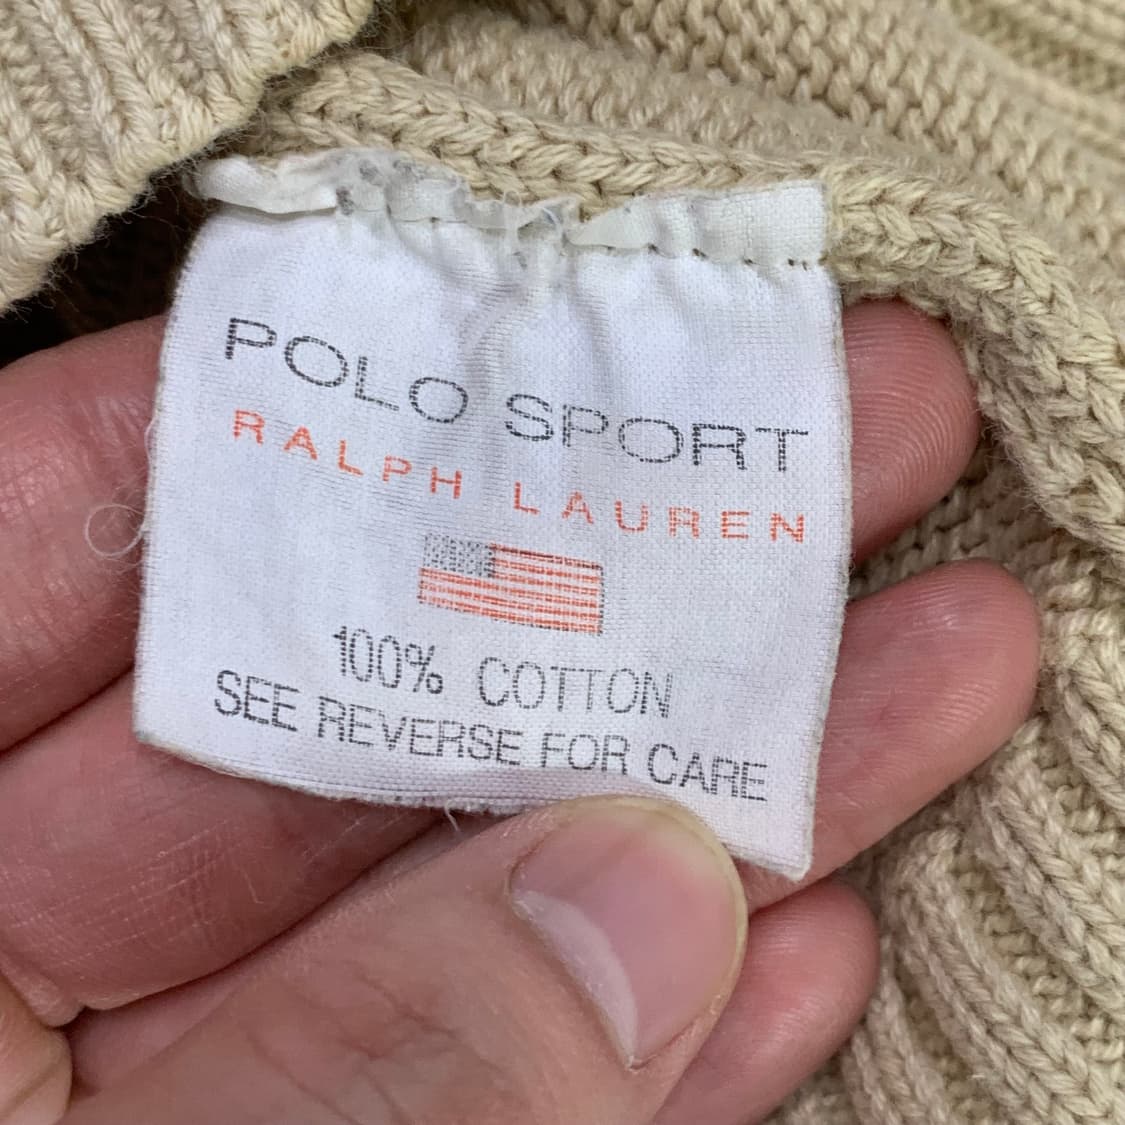 POLO SPORT
RALPH LAUREN
100% COTTON
SEE REVERSE FOR CARE